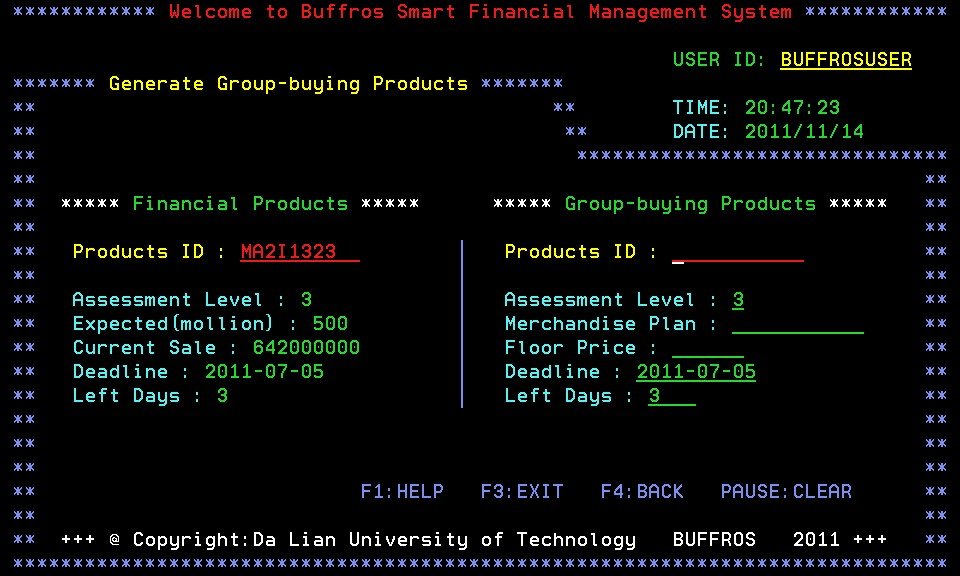 ************ Welcome to Buffros Smart Financial Management System ************
USER ID: BUFFROSUSER
******* Generate Group-buying Products *******
** ** TIME: 20:47:23
** ** DATE: 2011/11/14
** *******************************
** **
** ***** Financial Products ***** ***** Group-buying Products ***** **
** **
** Products ID : MA2I1323 Products ID : **
** **
** Assessment Level : 3 Assessment Level : 3 **
** Expected(mollion) : 500 Merchandise Plan : **
** Current Sale : 642000000 Floor Price : **
** Deadline : 2011-07-05 Deadline : 2011-07-05 **
** Left Days : 3 Left Days : 3 **
** **
** **
** **
** F1:HELP F3:EXIT F4:BACK PAUSE:CLEAR **
** **
** +++ @ Copyright:Da Lian University of Technology BUFFROS 2011 +++ **
******************************************************************************